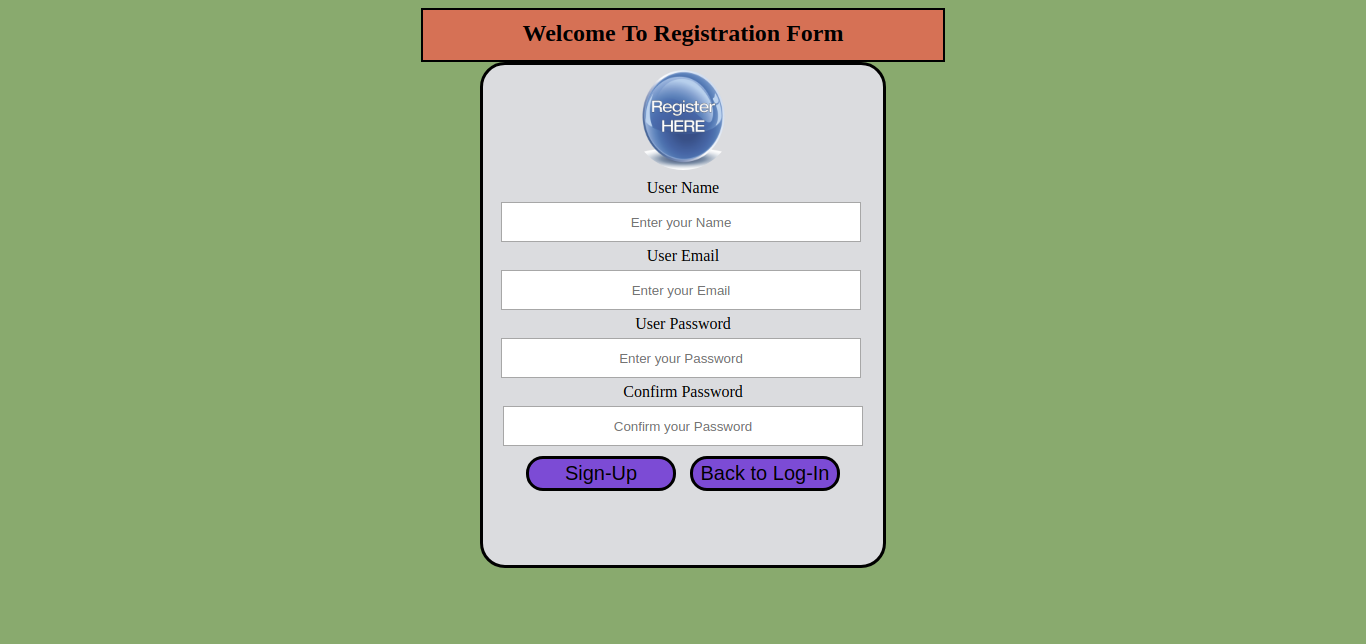 Welcome To Registration Form
Register
HERE
User Name
Enter your Name
User Email
Enter your Email
User Password
Enter your Password
Confirm Password
Confirm your Password
Sign-Up Back to Log-In